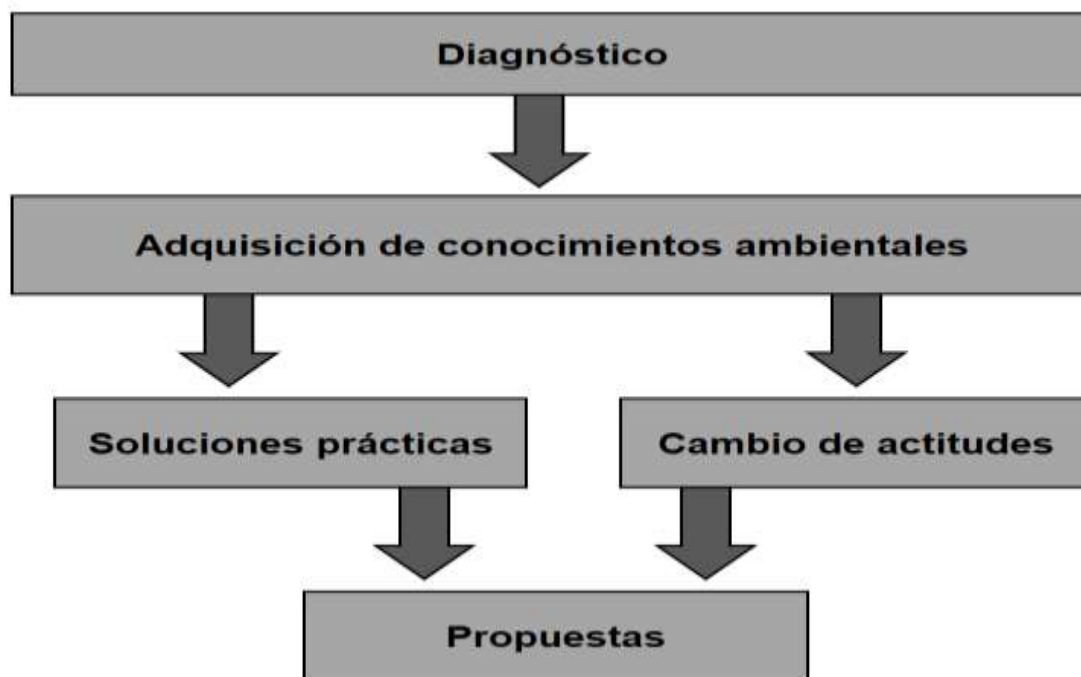 Diagnóstico
Adquisición de conocimientos ambientales
Soluciones prácticas
Cambio de actitudes
Propuestas